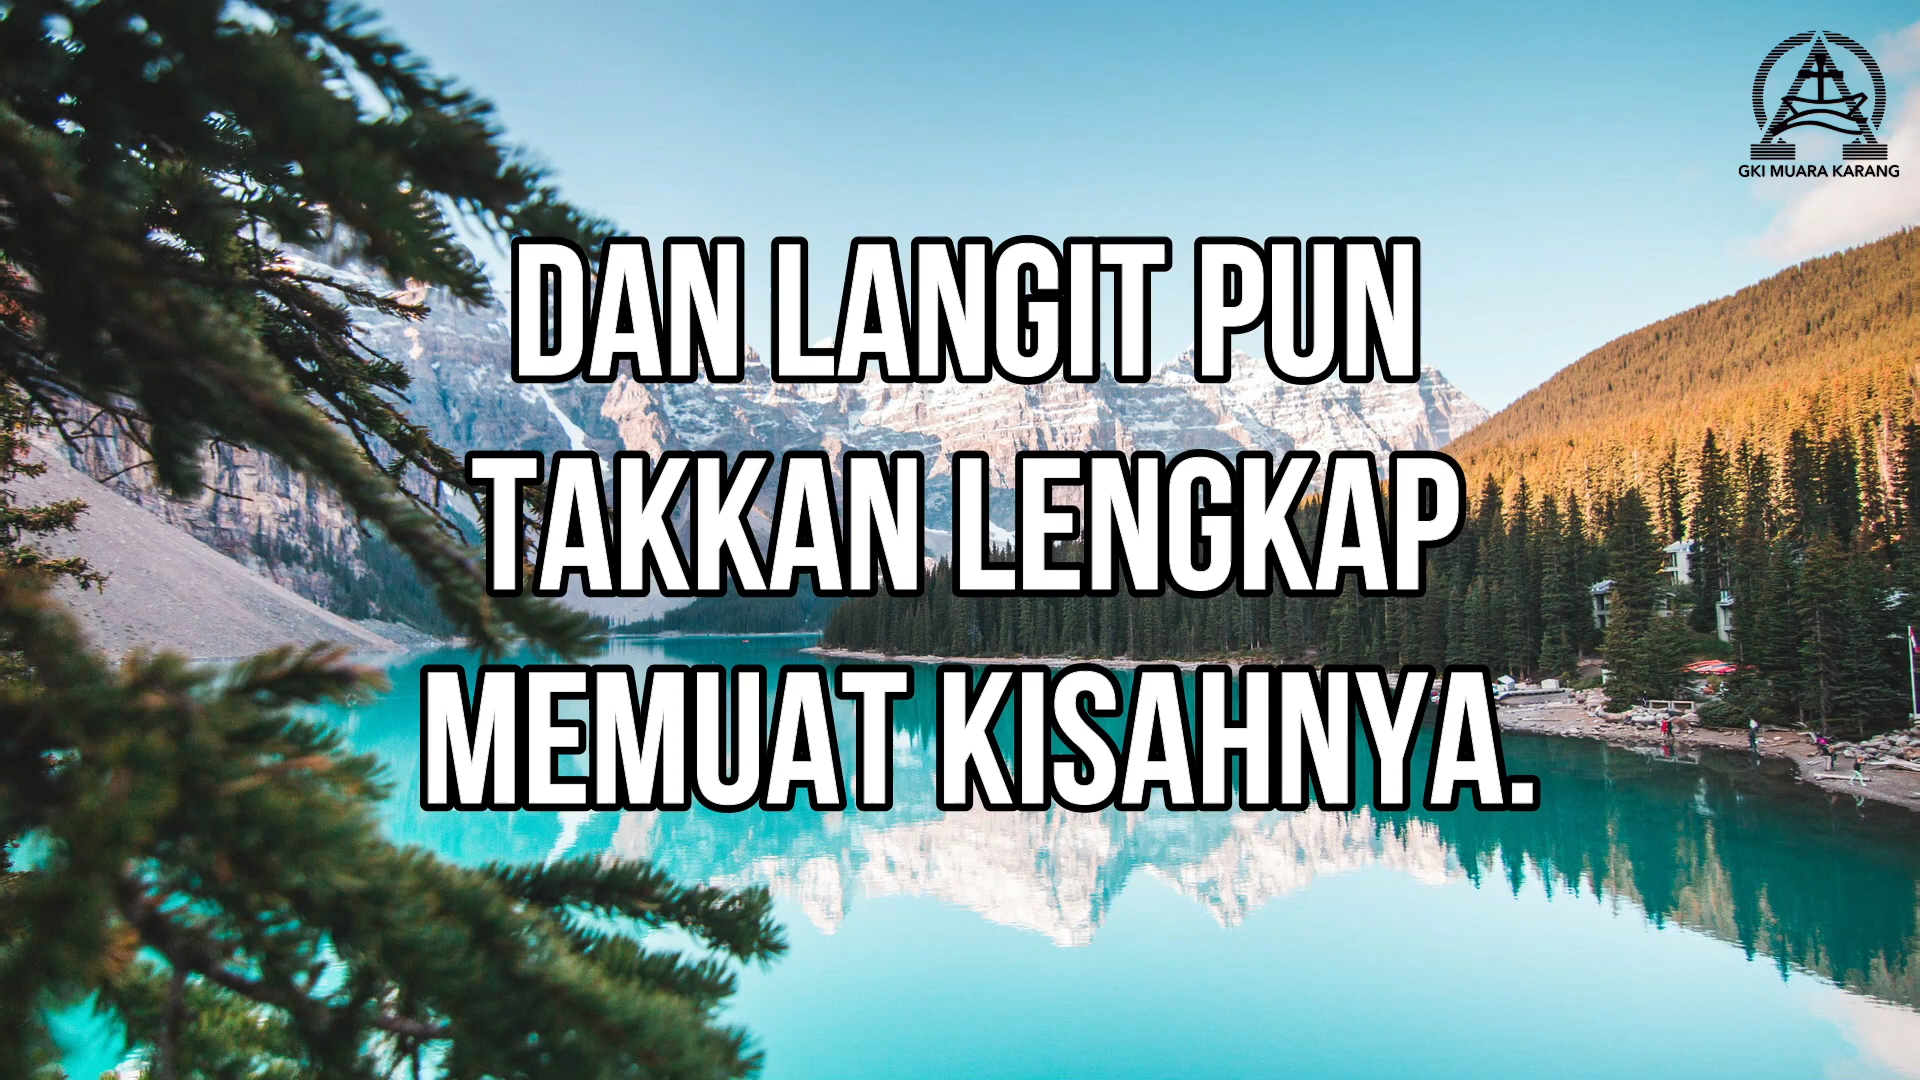 GKI MUARA KARANG
DAN LANGIT PUN
TAKKAN LENGKAP
MEMUAT KISAHNYA.